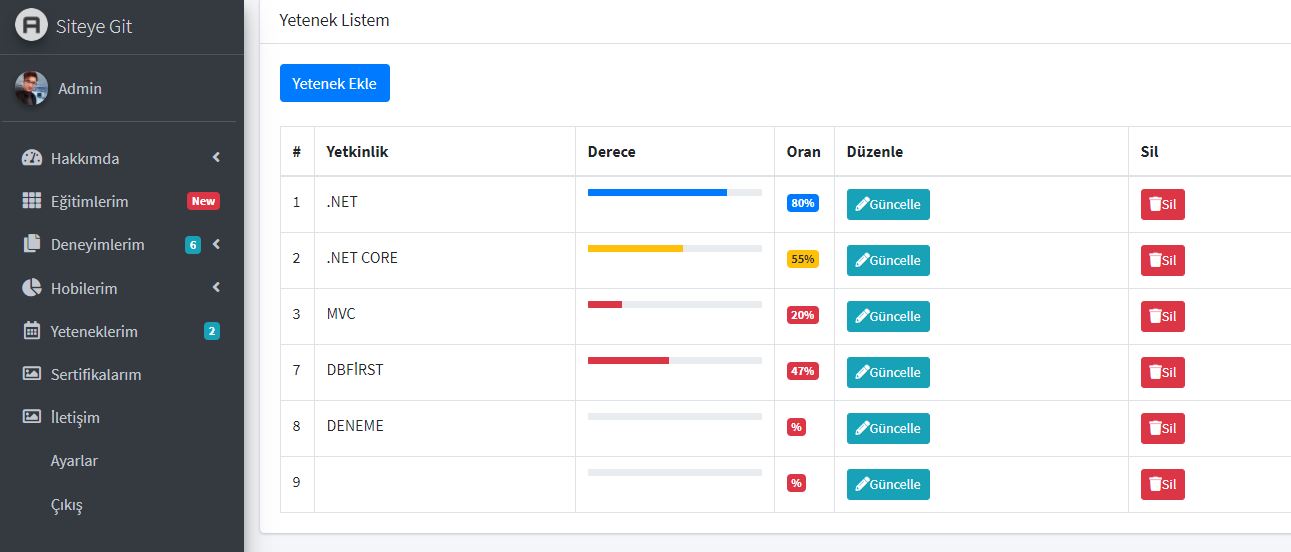 Siteye Git
Admin
Hakkımda
Eğitimlerim New
Deneyimlerim 6
Hobilerim
Yeteneklerim 2
Sertifikalarım
İletişim
Ayarlar
Çıkış
Yetenek Listem
Yetenek Ekle
# Yetkinlik Derece Oran Düzenle Sil
1 .NET 80% Güncelle Sil
2 .NET CORE 55% Güncelle Sil
3 MVC 20% Güncelle Sil
7 DBFİRST 47% Güncelle Sil
8 DENEME % Güncelle Sil
9 % Güncelle Sil